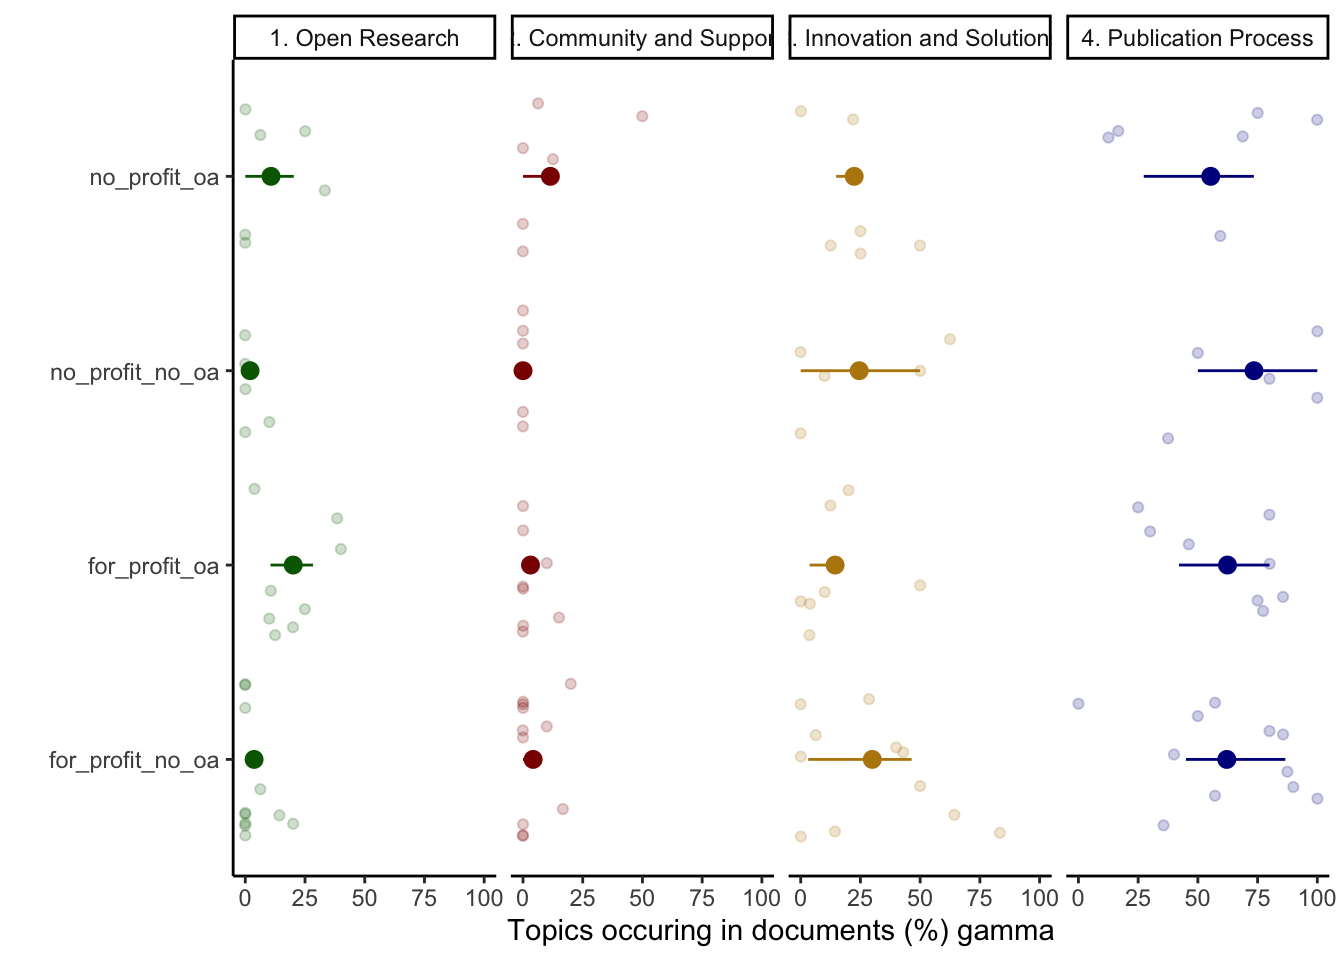 1. Open Research
. Community and Suppor
. Innovation and Solution
4. Publication Process
no_profit_oa
no_profit_no_oa
for_profit_oa
for_profit_no_oa
0 25 50 75 100 0 25 50 75 100 0 25 50 75 100 0 25 50 75 100
Topics occuring in documents (%) gamma